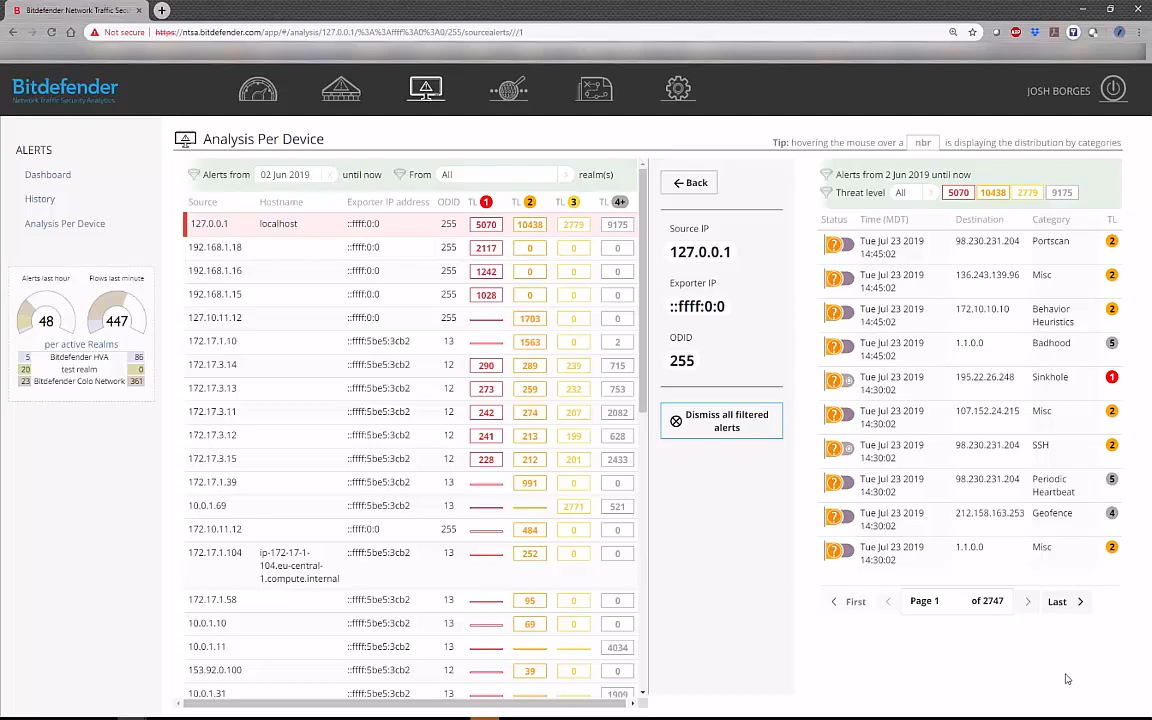 Bitdefender Network Traffic Secu
Not secure https://ntsa.bitdefender.com/app/#/analysis/127.0.0.1/%3A%3Affff%3A0%3A0/255/sourcealerts///1
Bitdefender
Network Traffic Security Analytics
JOSH BORGES
ALERTS
Dashboard
History
Analysis Per Device
Alerts last hour Flows last minute
48 447
per active Realms
5 Bitdefender HVA 86
20 test realm 0
23 Bitdefender Colo Network 361
Analysis Per Device
Tip: hovering the mouse over a nbr is displaying the distribution by categories
Alerts from 02 Jun 2019 until now From All realm(s)
Source Hostname Exporter IP address ODID TL 1 TL 2 TL 3 TL 4+
127.0.0.1 localhost ::ffff:0:0 255 5070 10438 2779 9175
192.168.1.18 ::ffff:0:0 255 2117 0 0 0
192.168.1.16 ::ffff:0:0 255 1242 0 0 0
192.168.1.15 ::ffff:0:0 255 1028 0 0 0
127.10.11.12 ::ffff:0:0 255 1703 0 0
172.17.1.10 ::ffff:5be5:3cb2 13 1563 0 2
172.17.3.14 ::ffff:5be5:3cb2 12 290 289 239 715
172.17.3.13 ::ffff:5be5:3cb2 12 273 259 232 753
172.17.3.11 ::ffff:5be5:3cb2 12 242 274 207 2082
172.17.3.12 ::ffff:5be5:3cb2 12 241 213 199 628
172.17.3.15 ::ffff:5be5:3cb2 12 228 212 201 2433
172.17.1.39 ::ffff:5be5:3cb2 13 991 0 0
10.0.1.69 ::ffff:5be5:3cb2 13 2771 521
172.10.11.12 ::ffff:0:0 255 484 0 0
172.17.1.104 ip-172-17-1- ::ffff:5be5:3cb2 13 252 0 0
104.eu-central-
1.compute.internal
172.17.1.58 ::ffff:5be5:3cb2 13 95 0 0
10.0.1.10 ::ffff:5be5:3cb2 13 69 0 0
10.0.1.11 ::ffff:5be5:3cb2 13 4034
153.92.0.100 ::ffff:5be5:3cb2 12 39 0 0
10.0.1.31 ::ffff:5be5:3cb2 13 1909
Back
Source IP
127.0.0.1
Exporter IP
::ffff:0:0
ODID
255
Dismiss all filtered
alerts
Alerts from 2 Jun 2019 until now
Threat level All 5070 10438 2779 9175
Status Time (MDT) Destination Category TL
Tue Jul 23 2019 98.230.231.204 Portscan 2
14:45:02
Tue Jul 23 2019 136.243.139.96 Misc 2
14:45:02
Tue Jul 23 2019 172.10.10.10 Behavior 2
14:45:02 Heuristics
Tue Jul 23 2019 1.1.0.0 Badhood 5
14:45:02
Tue Jul 23 2019 195.22.26.248 Sinkhole 1
14:30:02
Tue Jul 23 2019 107.152.24.215 Misc 2
14:30:02
Tue Jul 23 2019 98.230.231.204 SSH 2
14:30:02
Tue Jul 23 2019 98.230.231.204 Periodic 5
14:30:02 Heartbeat
Tue Jul 23 2019 212.158.163.253 Geofence 4
14:30:02
Tue Jul 23 2019 1.1.0.0 Misc 2
14:30:02
First Page 1 of 2747 Last